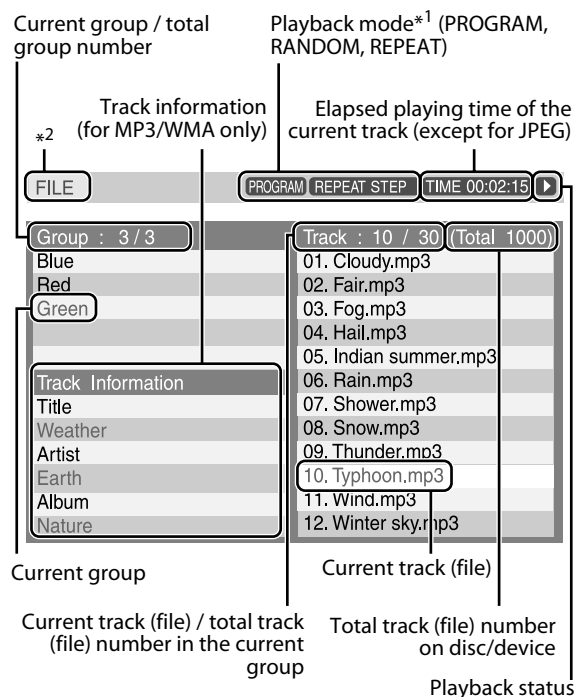 Current group / total
group number
Playback mode*1 (PROGRAM,
RANDOM, REPEAT)
*2
Track information
(for MP3/WMA only)
Elapsed playing time of the
current track (except for JPEG)
FILE
PROGRAM REPEAT STEP TIME 00:02:15
Group : 3 / 3
Blue
Red
Green
Track Information
Title
Weather
Artist
Earth
Album
Nature
Track : 10 / 30 (Total 1000)
01. Cloudy.mp3
02. Fair.mp3
03. Fog.mp3
04. Hail.mp3
05. Indian summer.mp3
06. Rain.mp3
07. Shower.mp3
08. Snow.mp3
09. Thunder.mp3
10. Typhoon.mp3
11. Wind.mp3
12. Winter sky.mp3
Current group
Current track (file)
Current track (file) / total track
(file) number in the current
group
Total track (file) number
on disc/device
Playback status